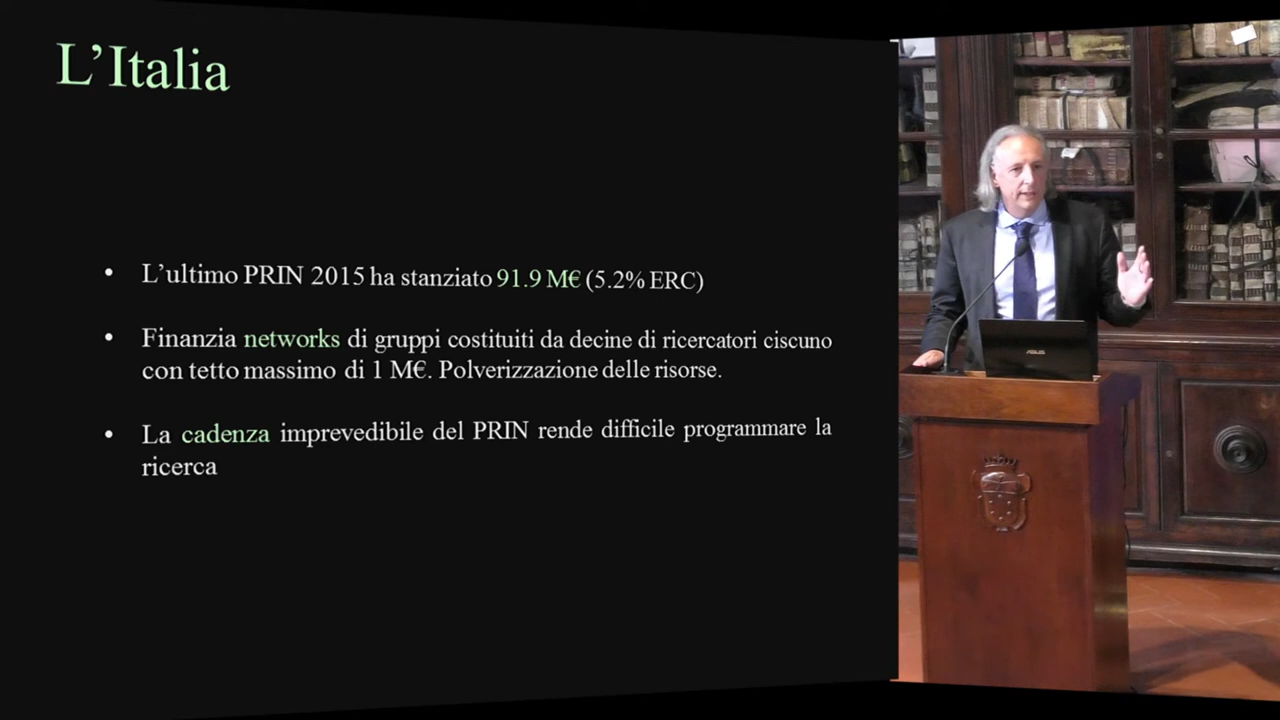 L’Italia
• L’ultimo PRIN 2015 ha stanziato 91.9 M€ (5.2% ERC)
• Finanzia networks di gruppi costituiti da decine di ricercatori ciscuno
con tetto massimo di 1 M€. Polverizzazione delle risorse.
• La cadenza imprevedibile del PRIN rende difficile programmare la
ricerca
ASUS